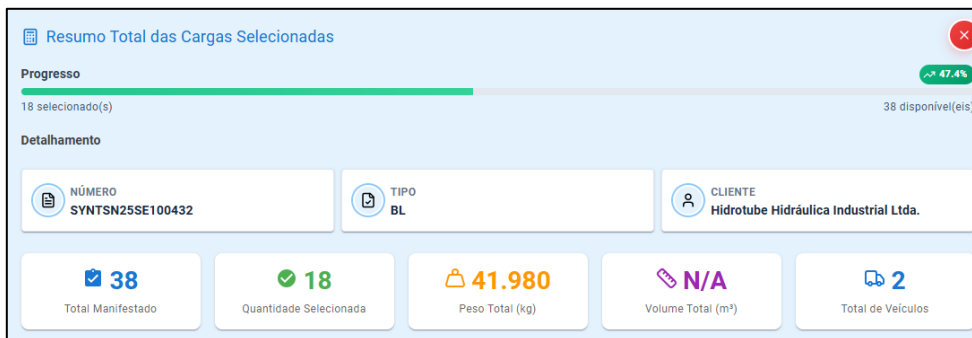 Resumo Total das Cargas Selecionadas
Progresso
47.4%
18 selecionado(s)
38 disponível(eis)
Detalhamento
NÚMERO
SYNTSN25SE100432
TIPO
BL
CLIENTE
Hidrotube Hidráulica Industrial Ltda.
38
Total Manifestado
18
Quantidade Selecionada
41.980
Peso Total (kg)
N/A
Volume Total (m³)
2
Total de Veículos